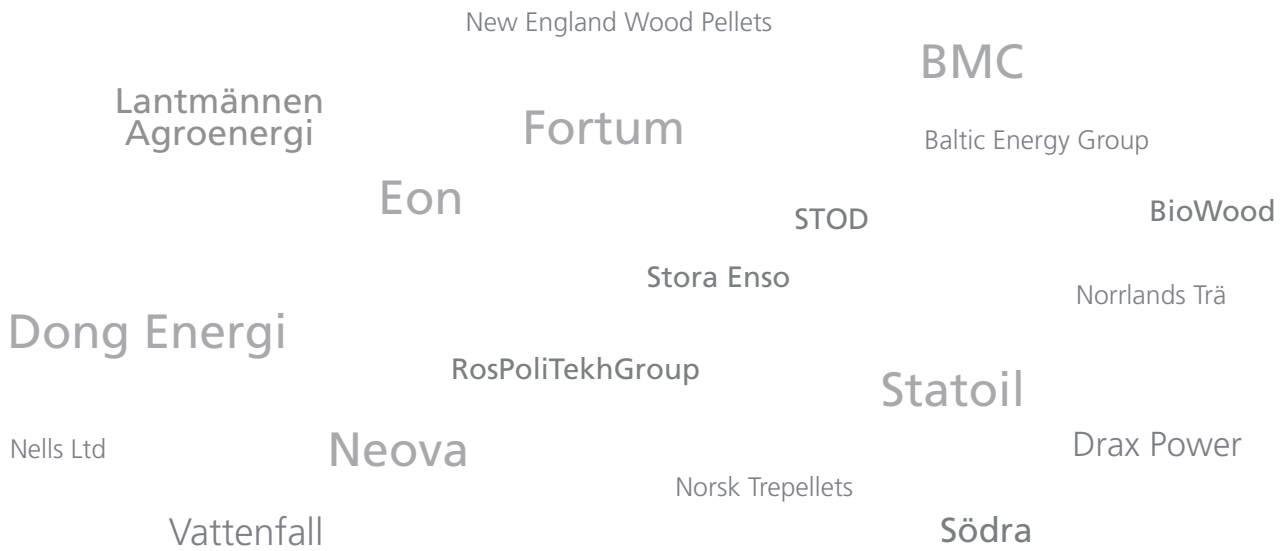 New England Wood Pellets
BMC
Lantmännen
Agroenergi
Fortum
Baltic Energy Group
Eon
STOD
BioWood
Stora Enso
Norrlands Trä
Dong Energi
RosPoliTekhGroup
Statoil
Nells Ltd
Neova
Drax Power
Norsk Trepellets
Vattenfall
Södra